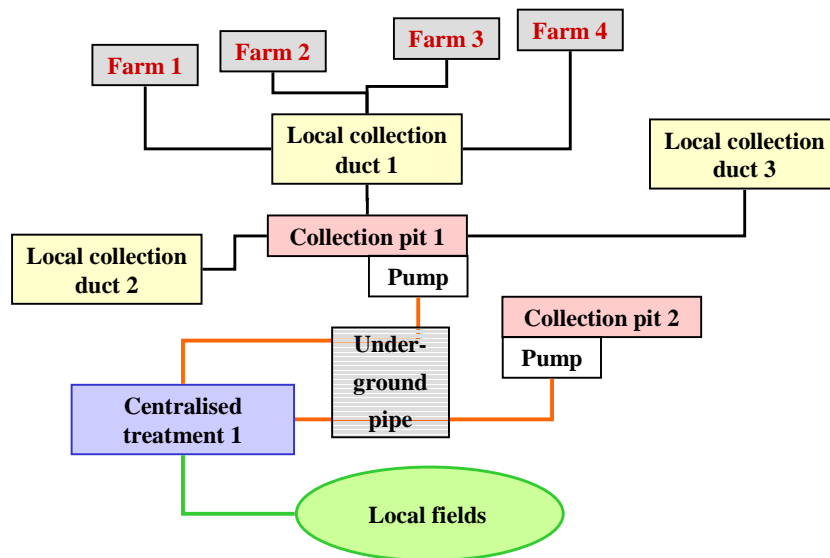 Farm 1
Farm 2
Farm 3
Farm 4
Local collection
duct 1
Local collection
duct 3
Collection pit 1
Local collection
duct 2
Pump
Collection pit 2
Under-
ground
pipe
Pump
Centralised
treatment 1
Local fields